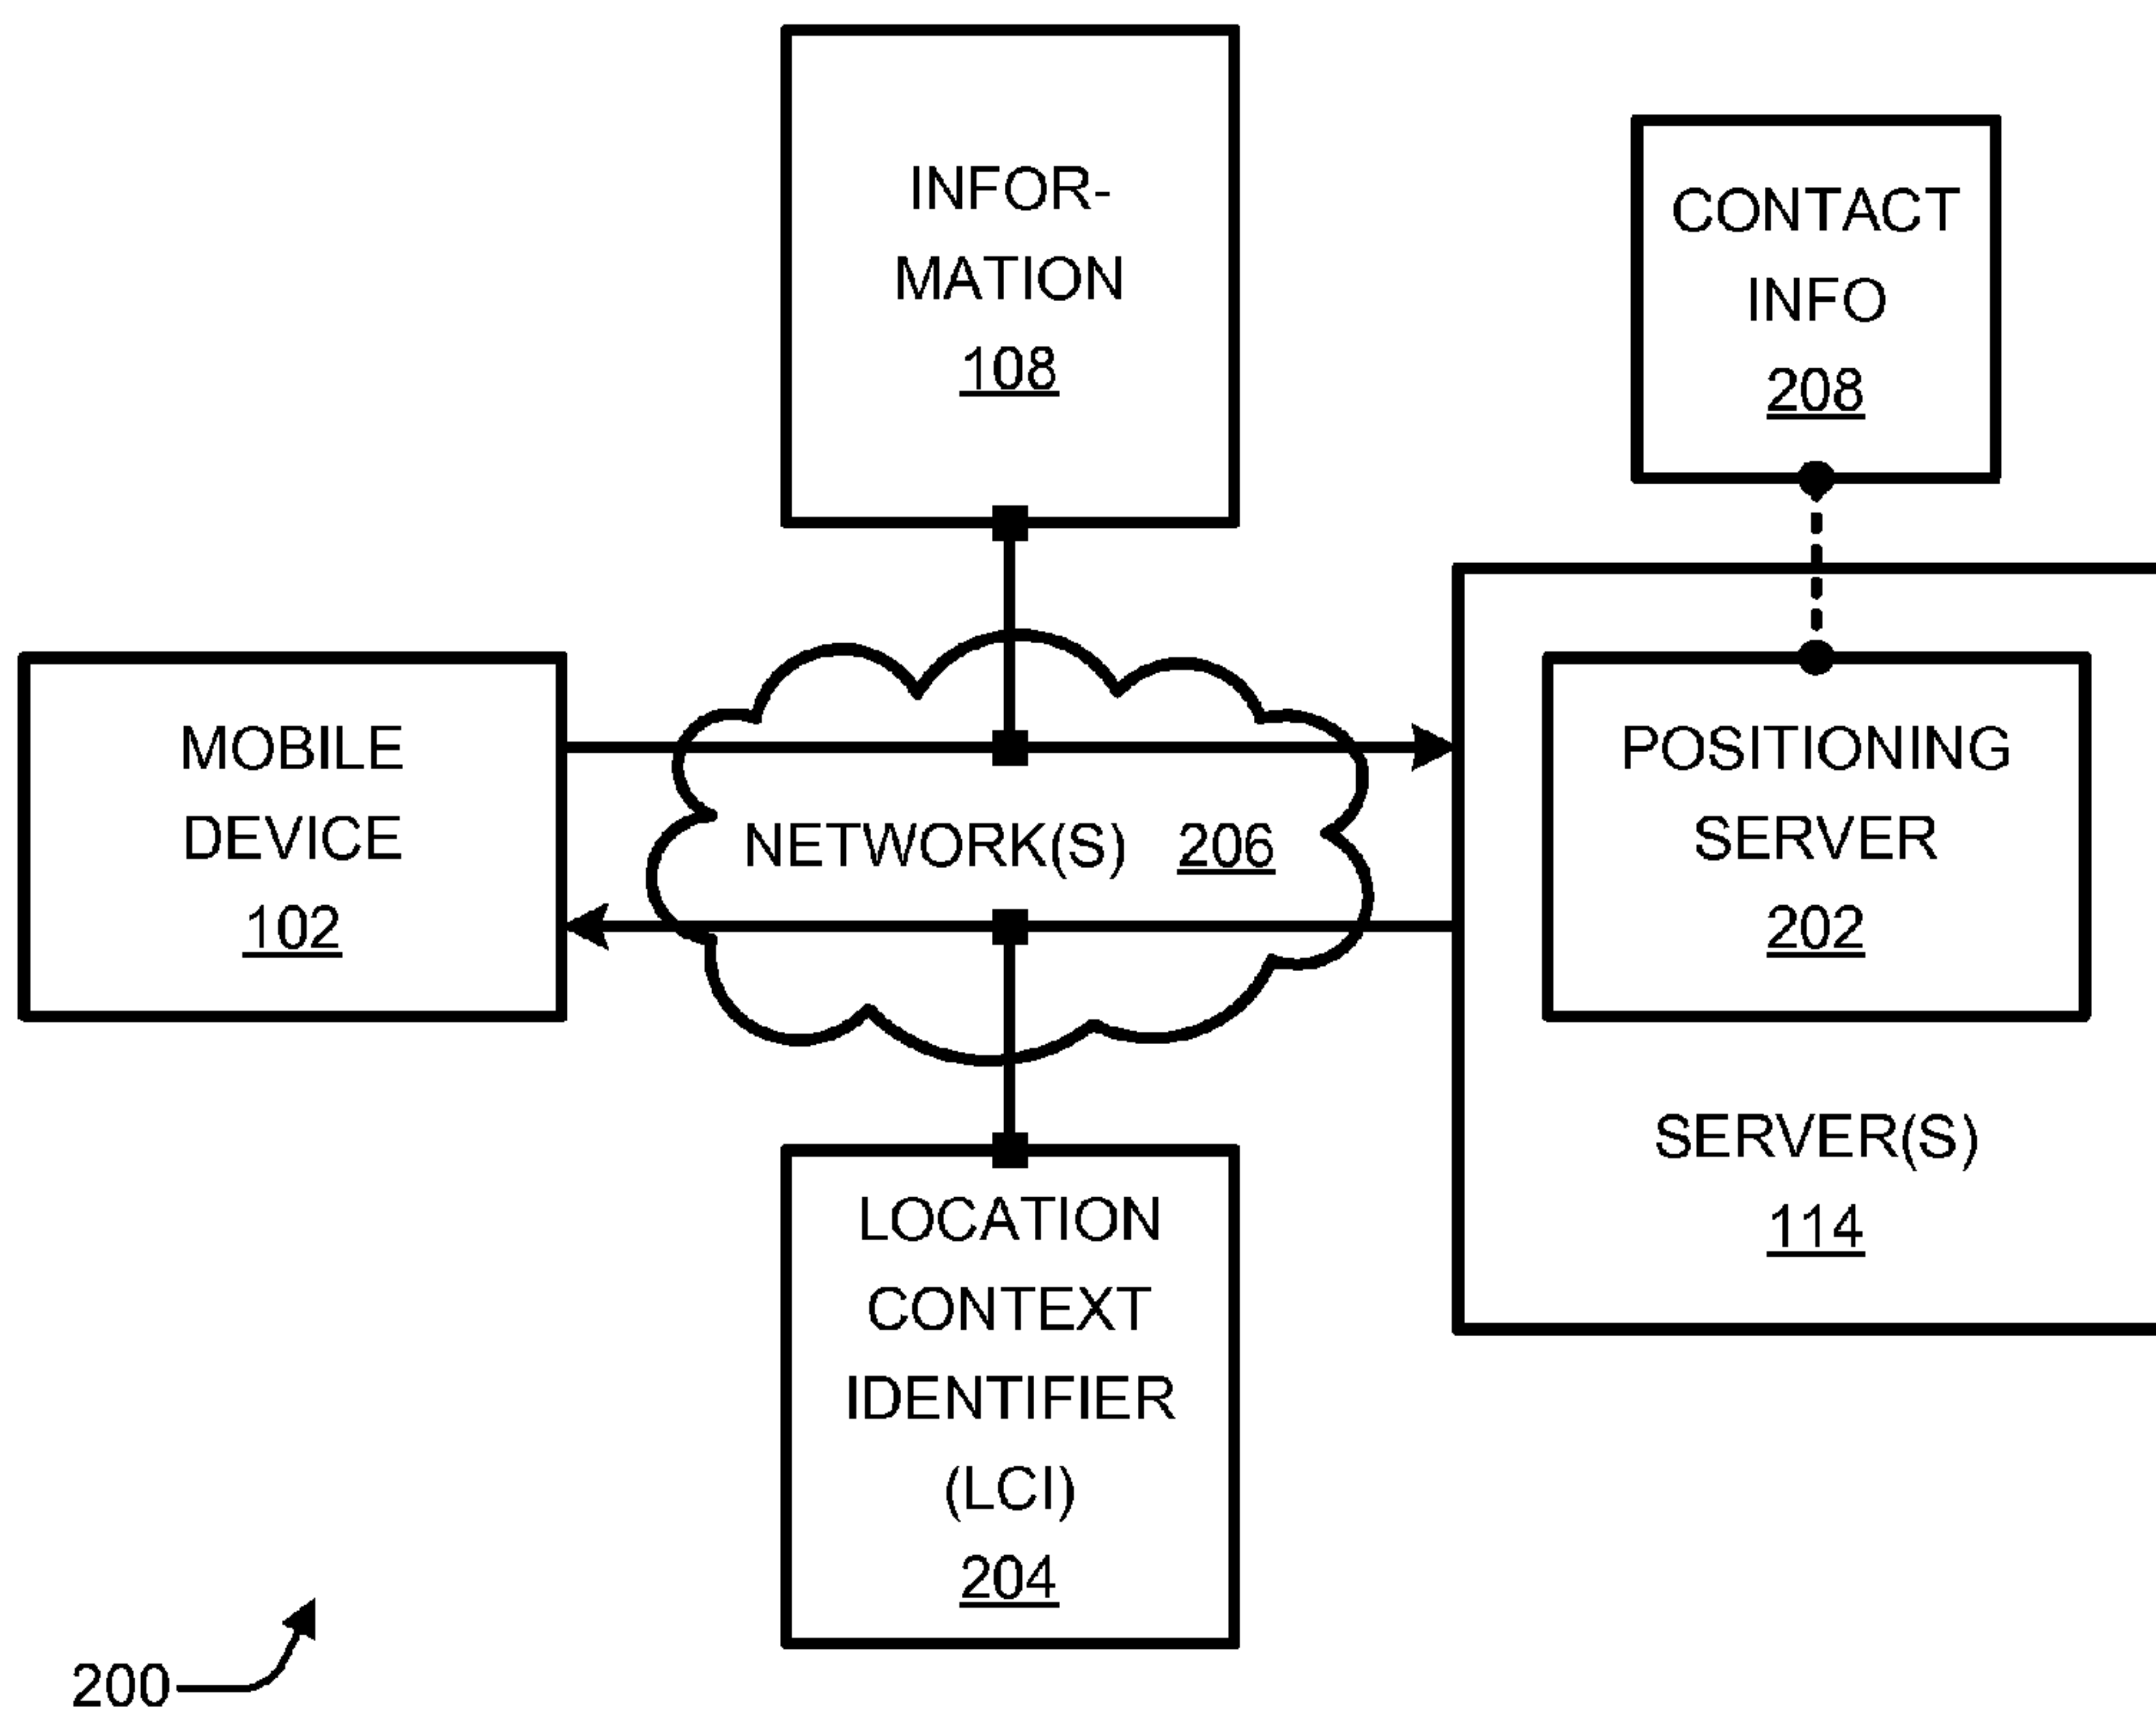 INFOR-
MATION
108
CONTACT
INFO
208
MOBILE
DEVICE
102
NETWORK(S) 206
POSITIONING
SERVER
202
SERVER(S)
114
LOCATION
CONTEXT
IDENTIFIER
(LCI)
204
200